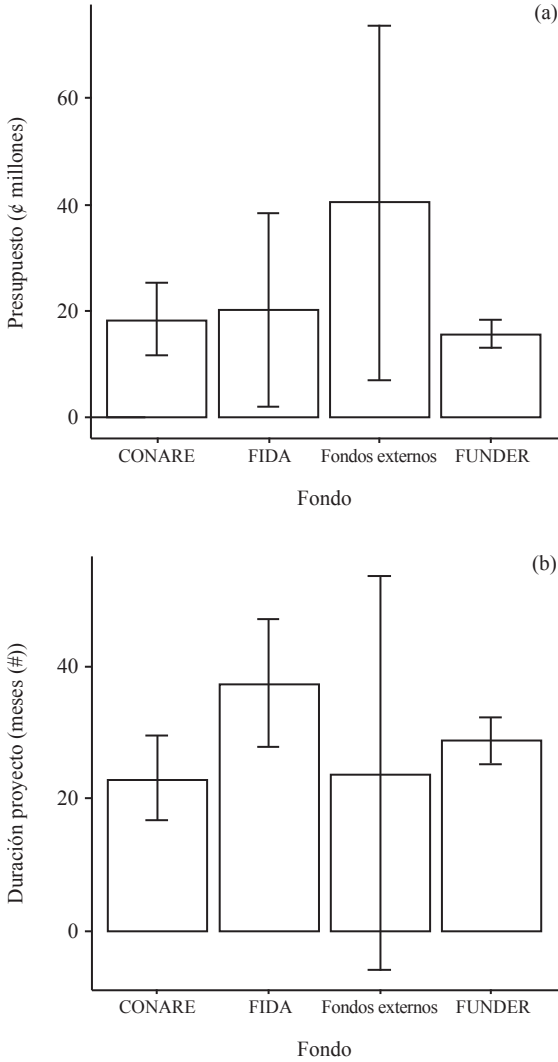 (a)
Presupuesto (¢ millones)
60
40
20
0
CONARE FIDA Fondos externos FUNDER
Fondo
(b)
Duración proyecto (meses (#))
40
20
0
CONARE FIDA Fondos externos FUNDER
Fondo